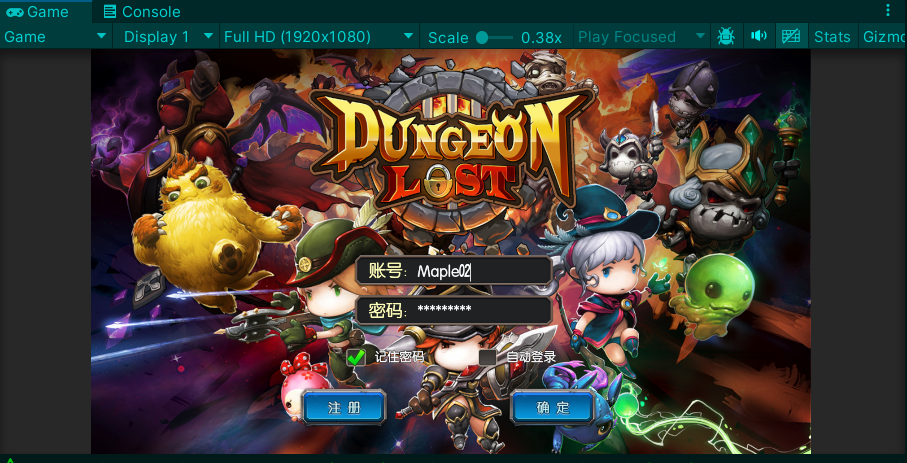 Game Console
Game Display 1 Full HD (1920x1080) Scale 0.38x Play Focused Stats Gizmo
DUNGEON
LOST
账号: Maple02
密码: *********
记住密码 自动登录
注册 确定